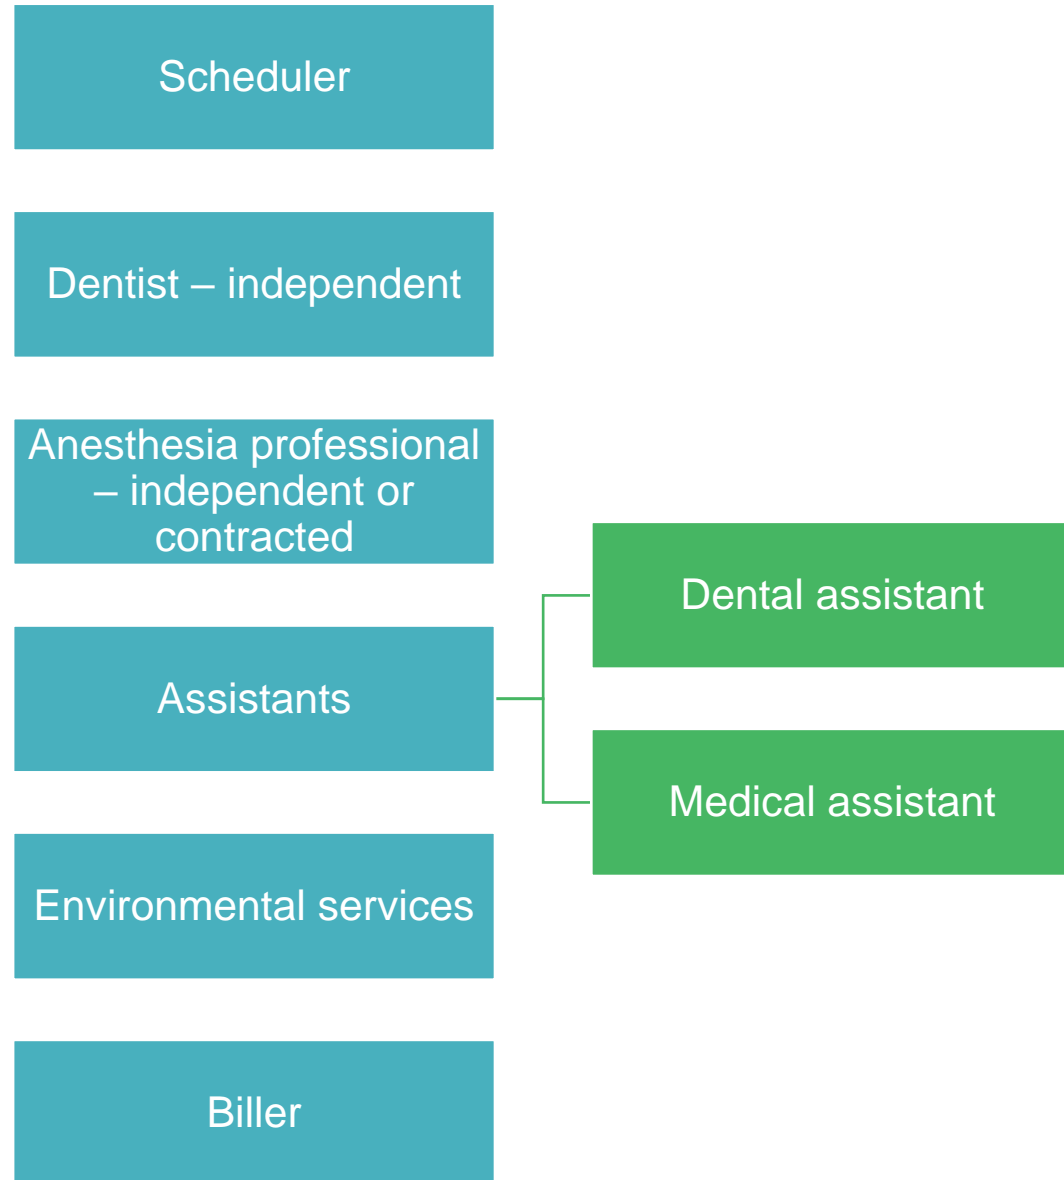 Scheduler
Dentist – independent
Anesthesia professional
– independent or
contracted
Assistants
Dental assistant
Medical assistant
Environmental services
Biller